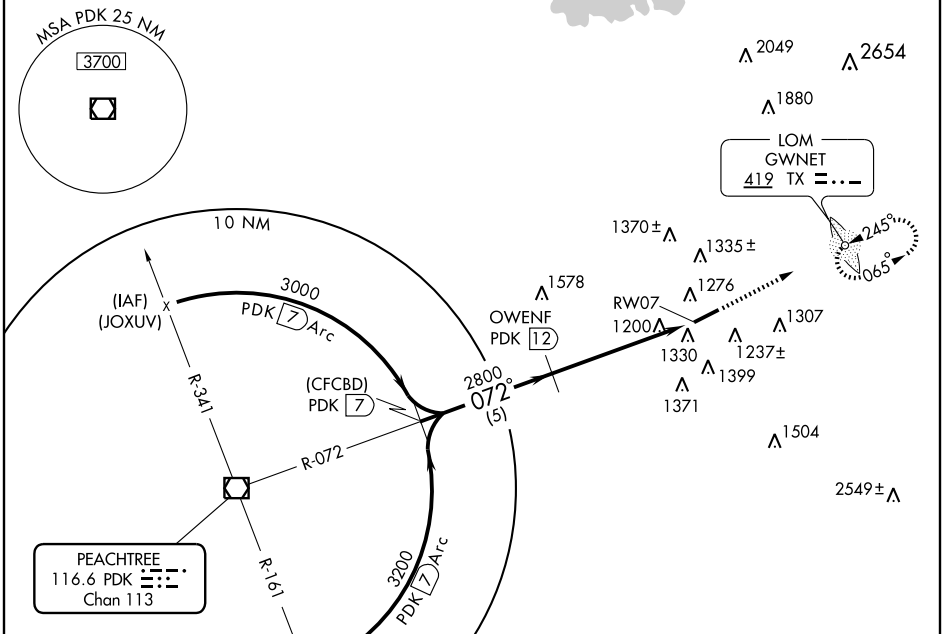 MSA PDK 25 NM
3700
2049
2654
1880
LOM
GWNET
419 TX
245°
065°
10 NM
1370±
1335±
1276
(IAF)
(JOXUV)
3000
PDK 7 Arc
1578
RW07
OWENF
PDK 12
1200
1307
1330
1237±
1399
1371
(CFCBD)
PDK 7
2800
072°
(5)
R-341
R-072
1504
2549±
PEACHTREE
116.6 PDK
Chan 113
R-161
3200
PDK 7 Arc